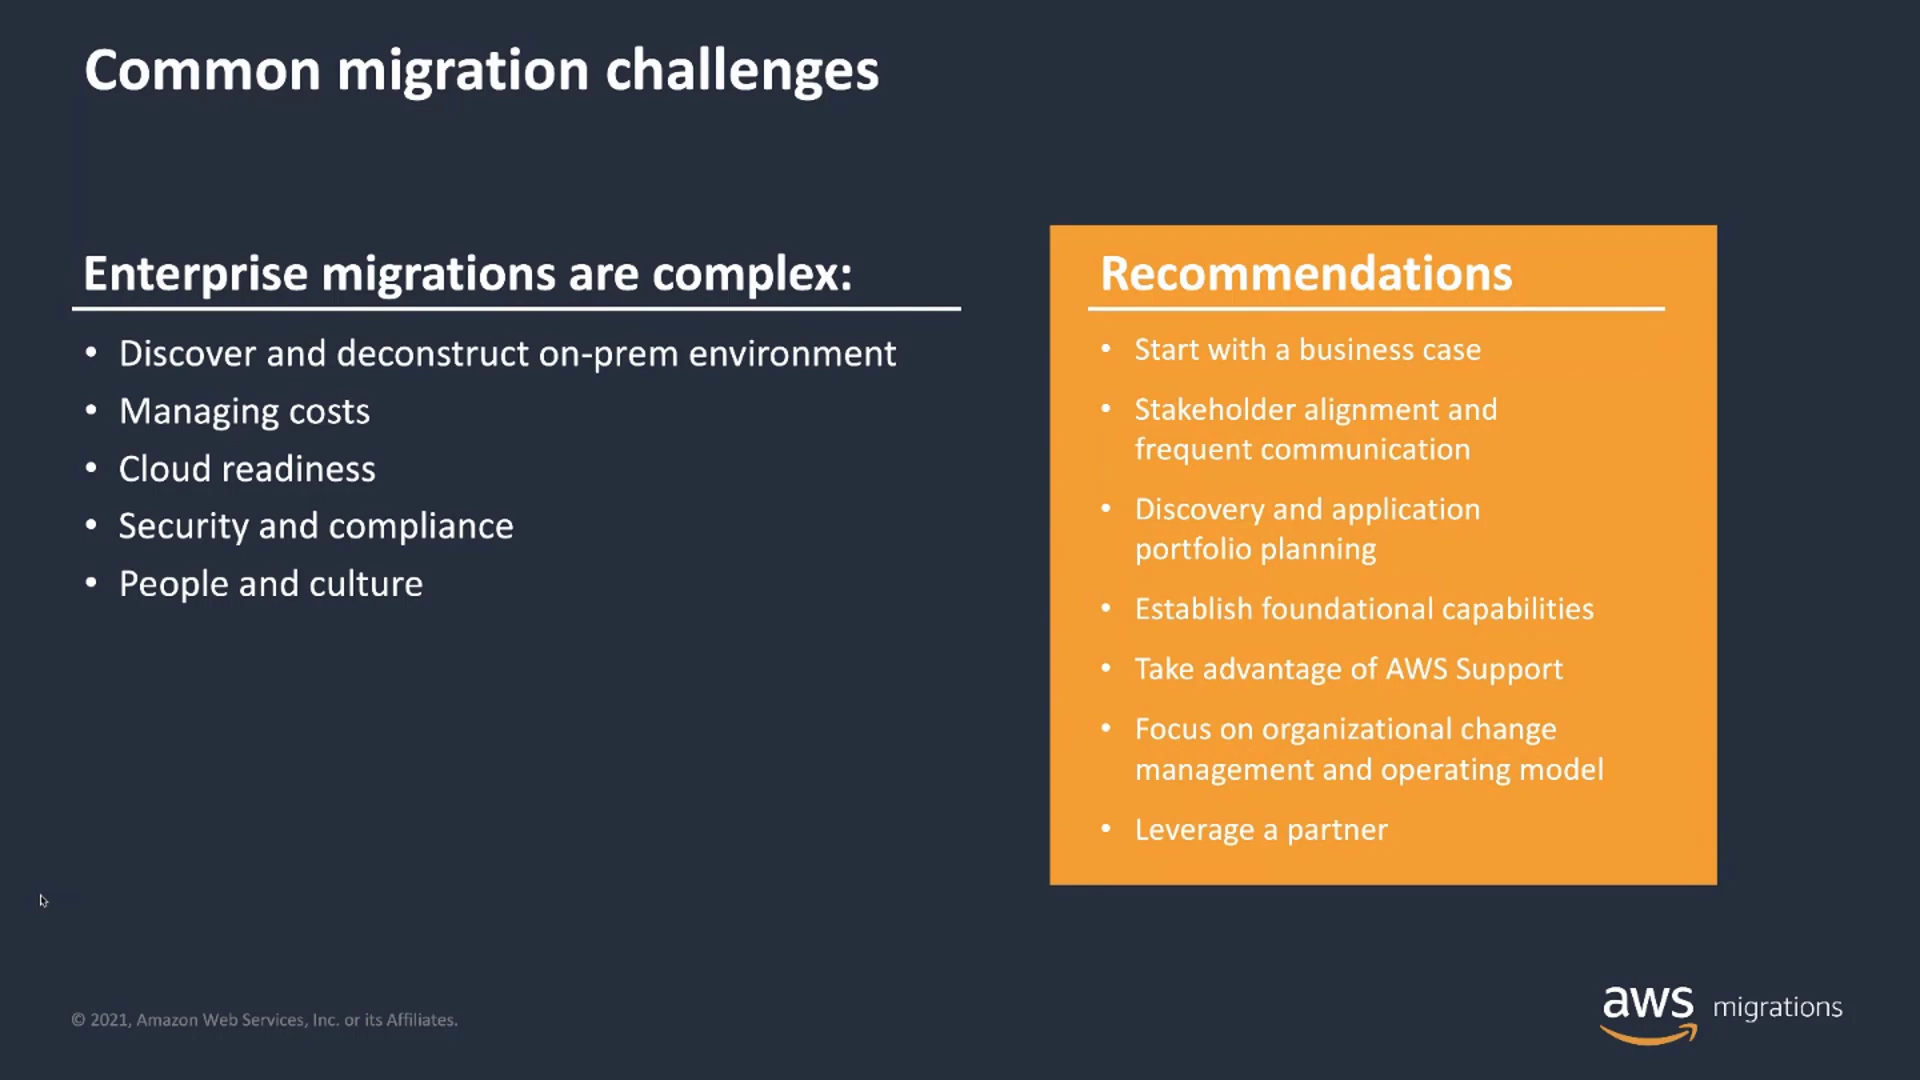 Common migration challenges
Enterprise migrations are complex:
• Discover and deconstruct on-prem environment
• Managing costs
• Cloud readiness
• Security and compliance
• People and culture
Recommendations
• Start with a business case
• Stakeholder alignment and
frequent communication
• Discovery and application
portfolio planning
• Establish foundational capabilities
• Take advantage of AWS Support
• Focus on organizational change
management and operating model
• Leverage a partner
© 2021, Amazon Web Services, Inc. or its Affiliates.
aws migrations